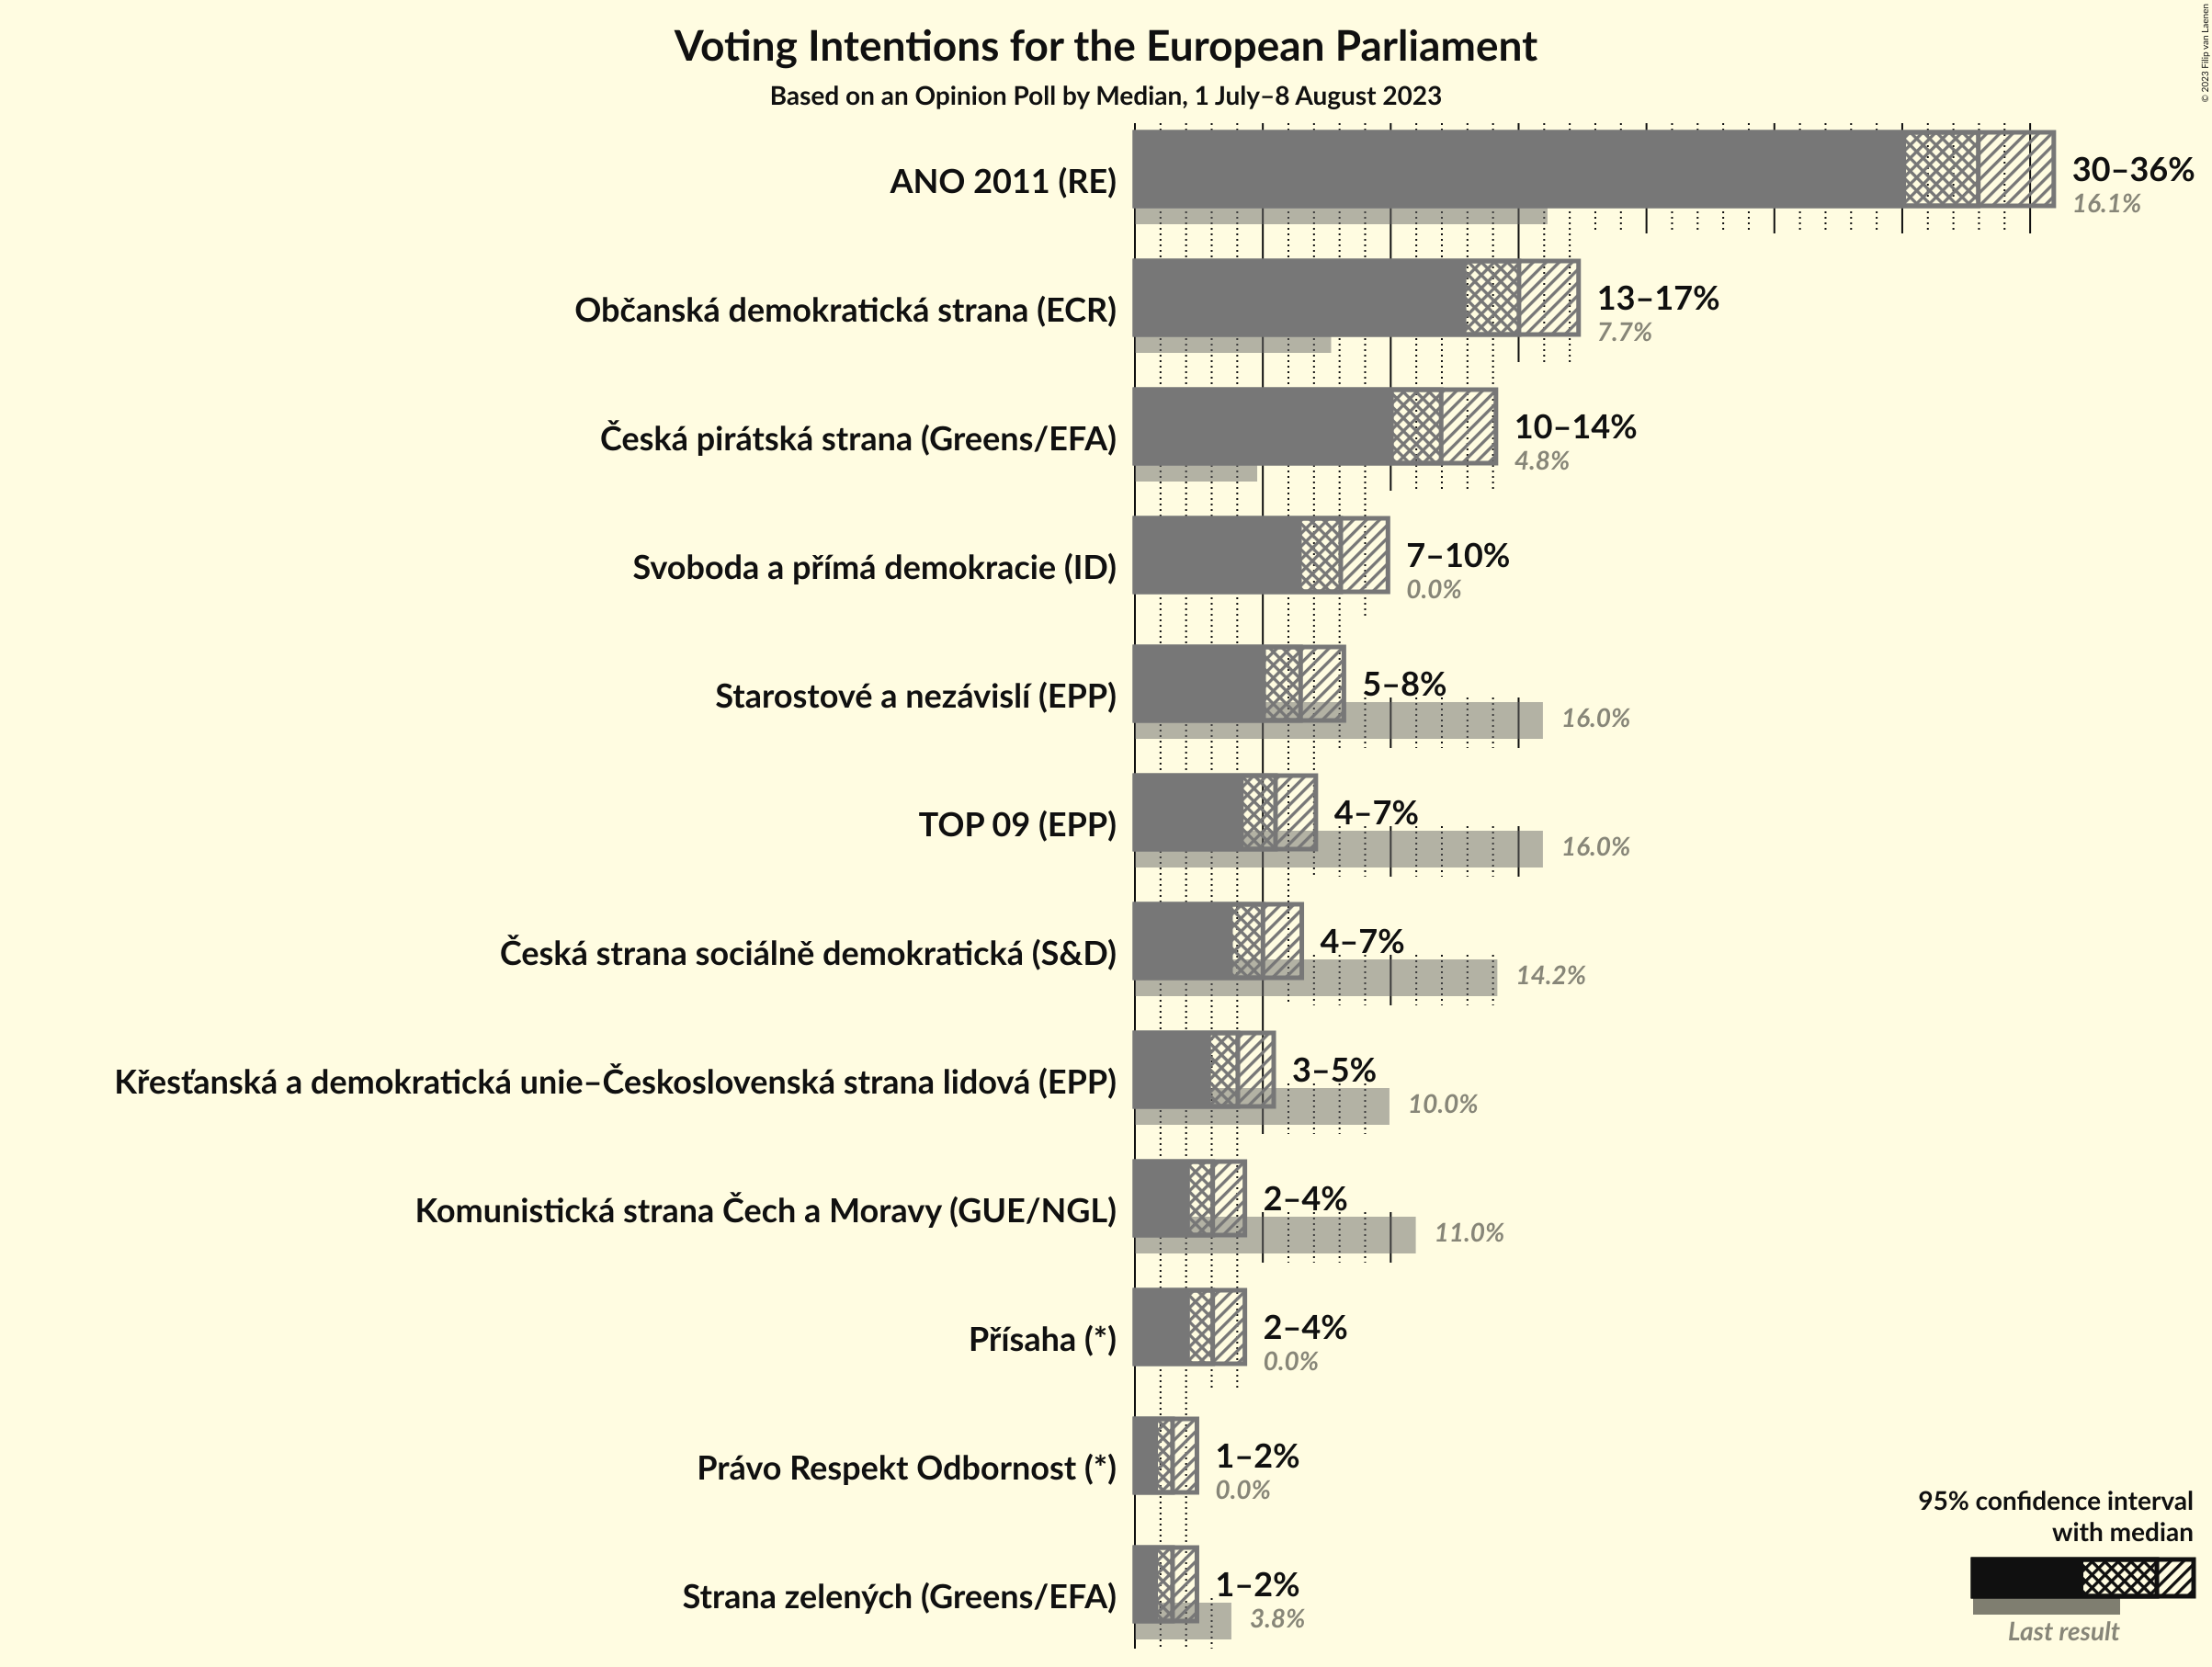 Voting Intentions for the European Parliament
Based on an Opinion Poll by Median, 1 July–8 August 2023
© 2023 Filip van Laenen
ANO 2011 (RE)
30–36%
16.1%
Občanská demokratická strana (ECR)
13–17%
7.7%
Česká pirátská strana (Greens/EFA)
10–14%
4.8%
Svoboda a přímá demokracie (ID)
7–10%
0.0%
Starostové a nezávislí (EPP)
5–8%
16.0%
TOP 09 (EPP)
4–7%
16.0%
Česká strana sociálně demokratická (S&D)
4–7%
14.2%
Křesťanská a demokratická unie–Československá strana lidová (EPP)
3–5%
10.0%
Komunistická strana Čech a Moravy (GUE/NGL)
2–4%
11.0%
Přísaha (*)
2–4%
0.0%
Právo Respekt Odbornost (*)
1–2%
0.0%
Strana zelených (Greens/EFA)
1–2%
3.8%
95% confidence interval
with median
Last result